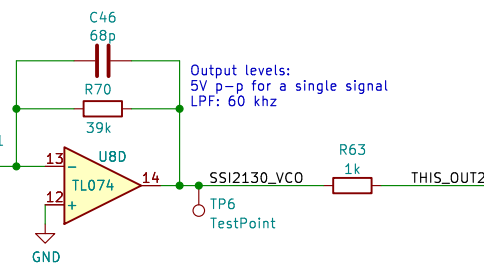 C46
68p
Output levels:
5V p-p for a single signal
LPF: 60 khz
R70
39k
13
U8D
TL074
14
12
-
+
SSI2130_VCO
R63
1k
THIS_OUT2
TP6
TestPoint
GND